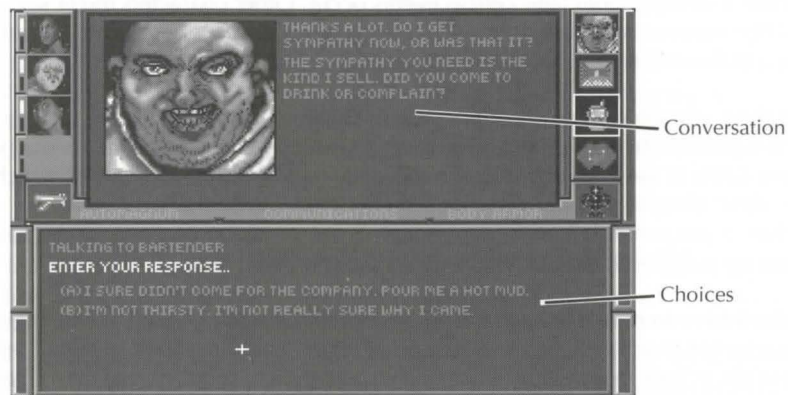 THANKS A LOT. DO I GET
SYMPATHY NOW, OR WAS THAT IT?
THE SYMPATHY YOU NEED IS THE
KIND I SELL. DID YOU COME TO
DRINK OR COMPLAIN?
Conversation
AUTOMAGNUM COMMUNICATIONS BODY ARMOR
TALKING TO BARTENDER
ENTER YOUR RESPONSE..
(A) I SURE DIDN'T COME FOR THE COMPANY. POUR ME A HOT MUD.
Choices
(B) I'M NOT THIRSTY. I'M NOT REALLY SURE WHY I CAME.